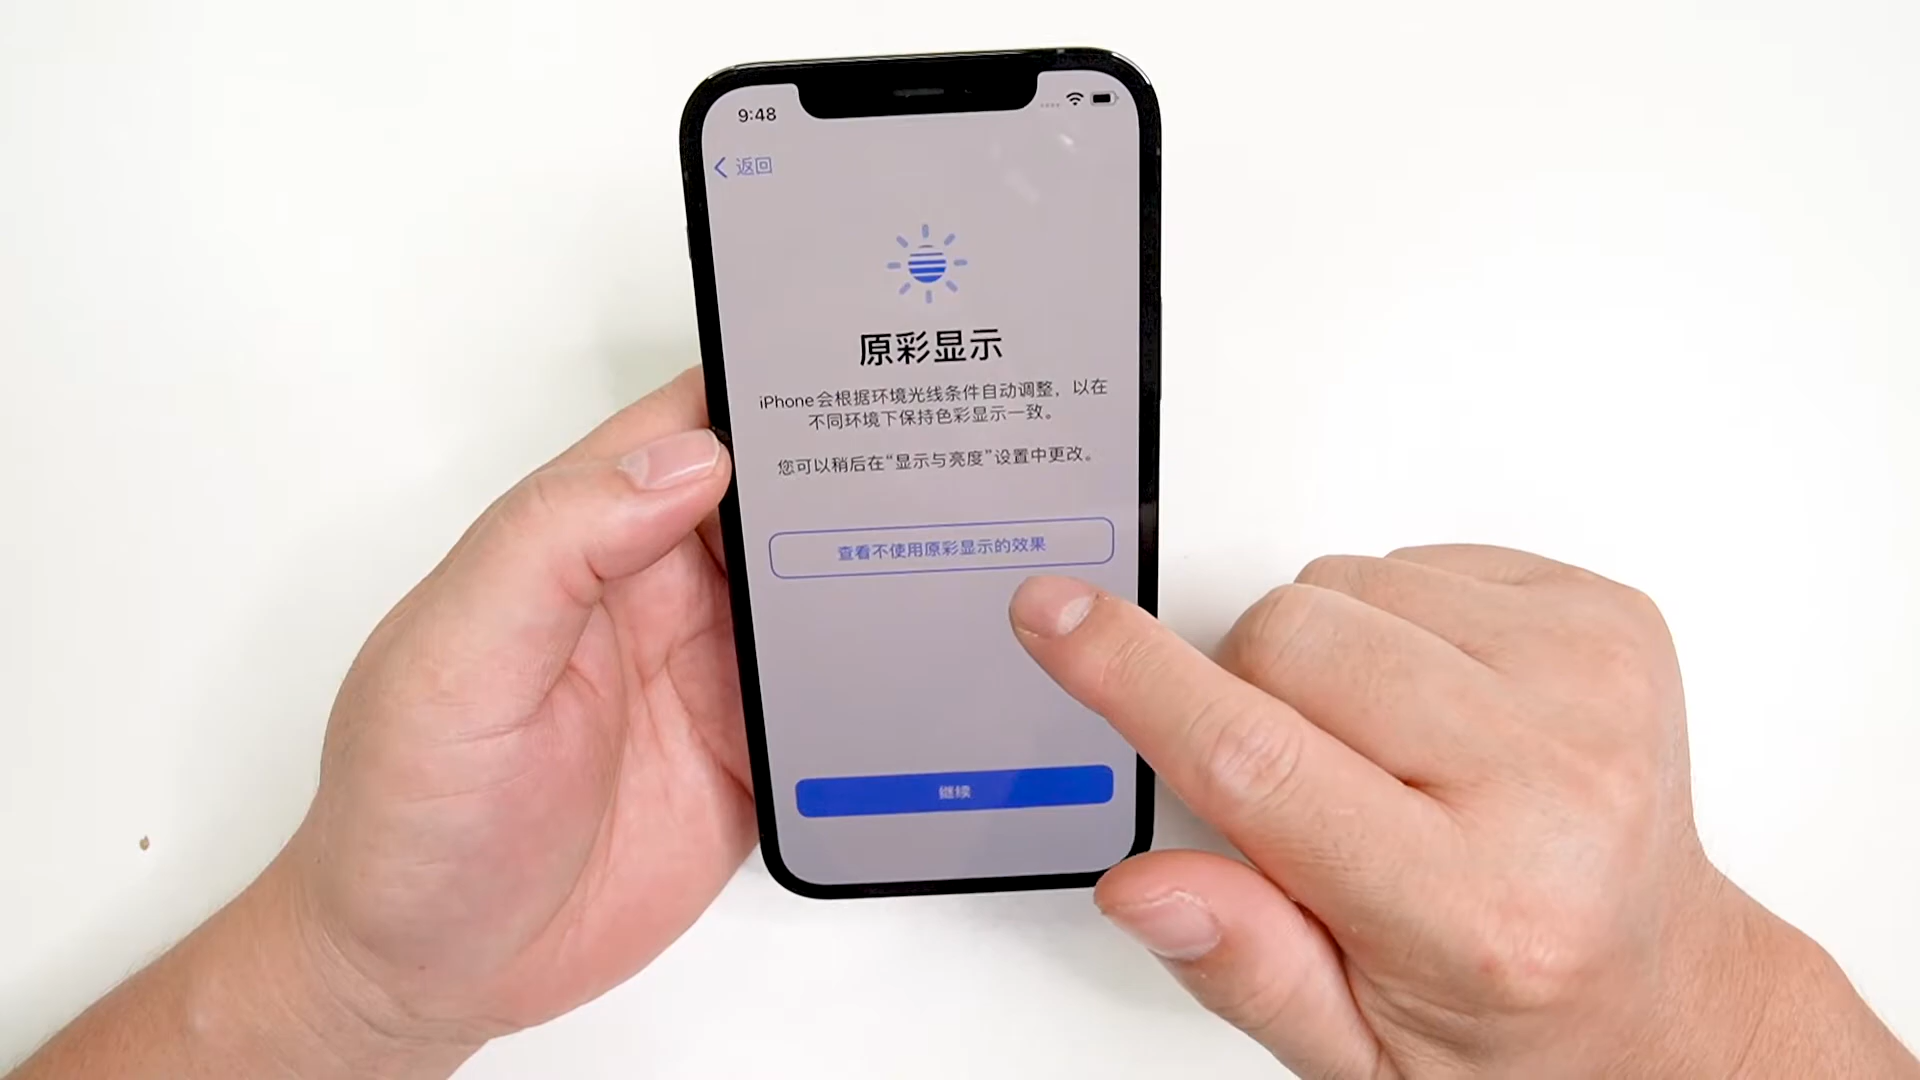 9:48
返回
原彩显示
iPhone会根据环境光线条件自动调整，以在
不同环境下保持色彩显示一致。
您可以稍后在“显示与亮度”设置中更改。
查看不使用原彩显示的效果
继续